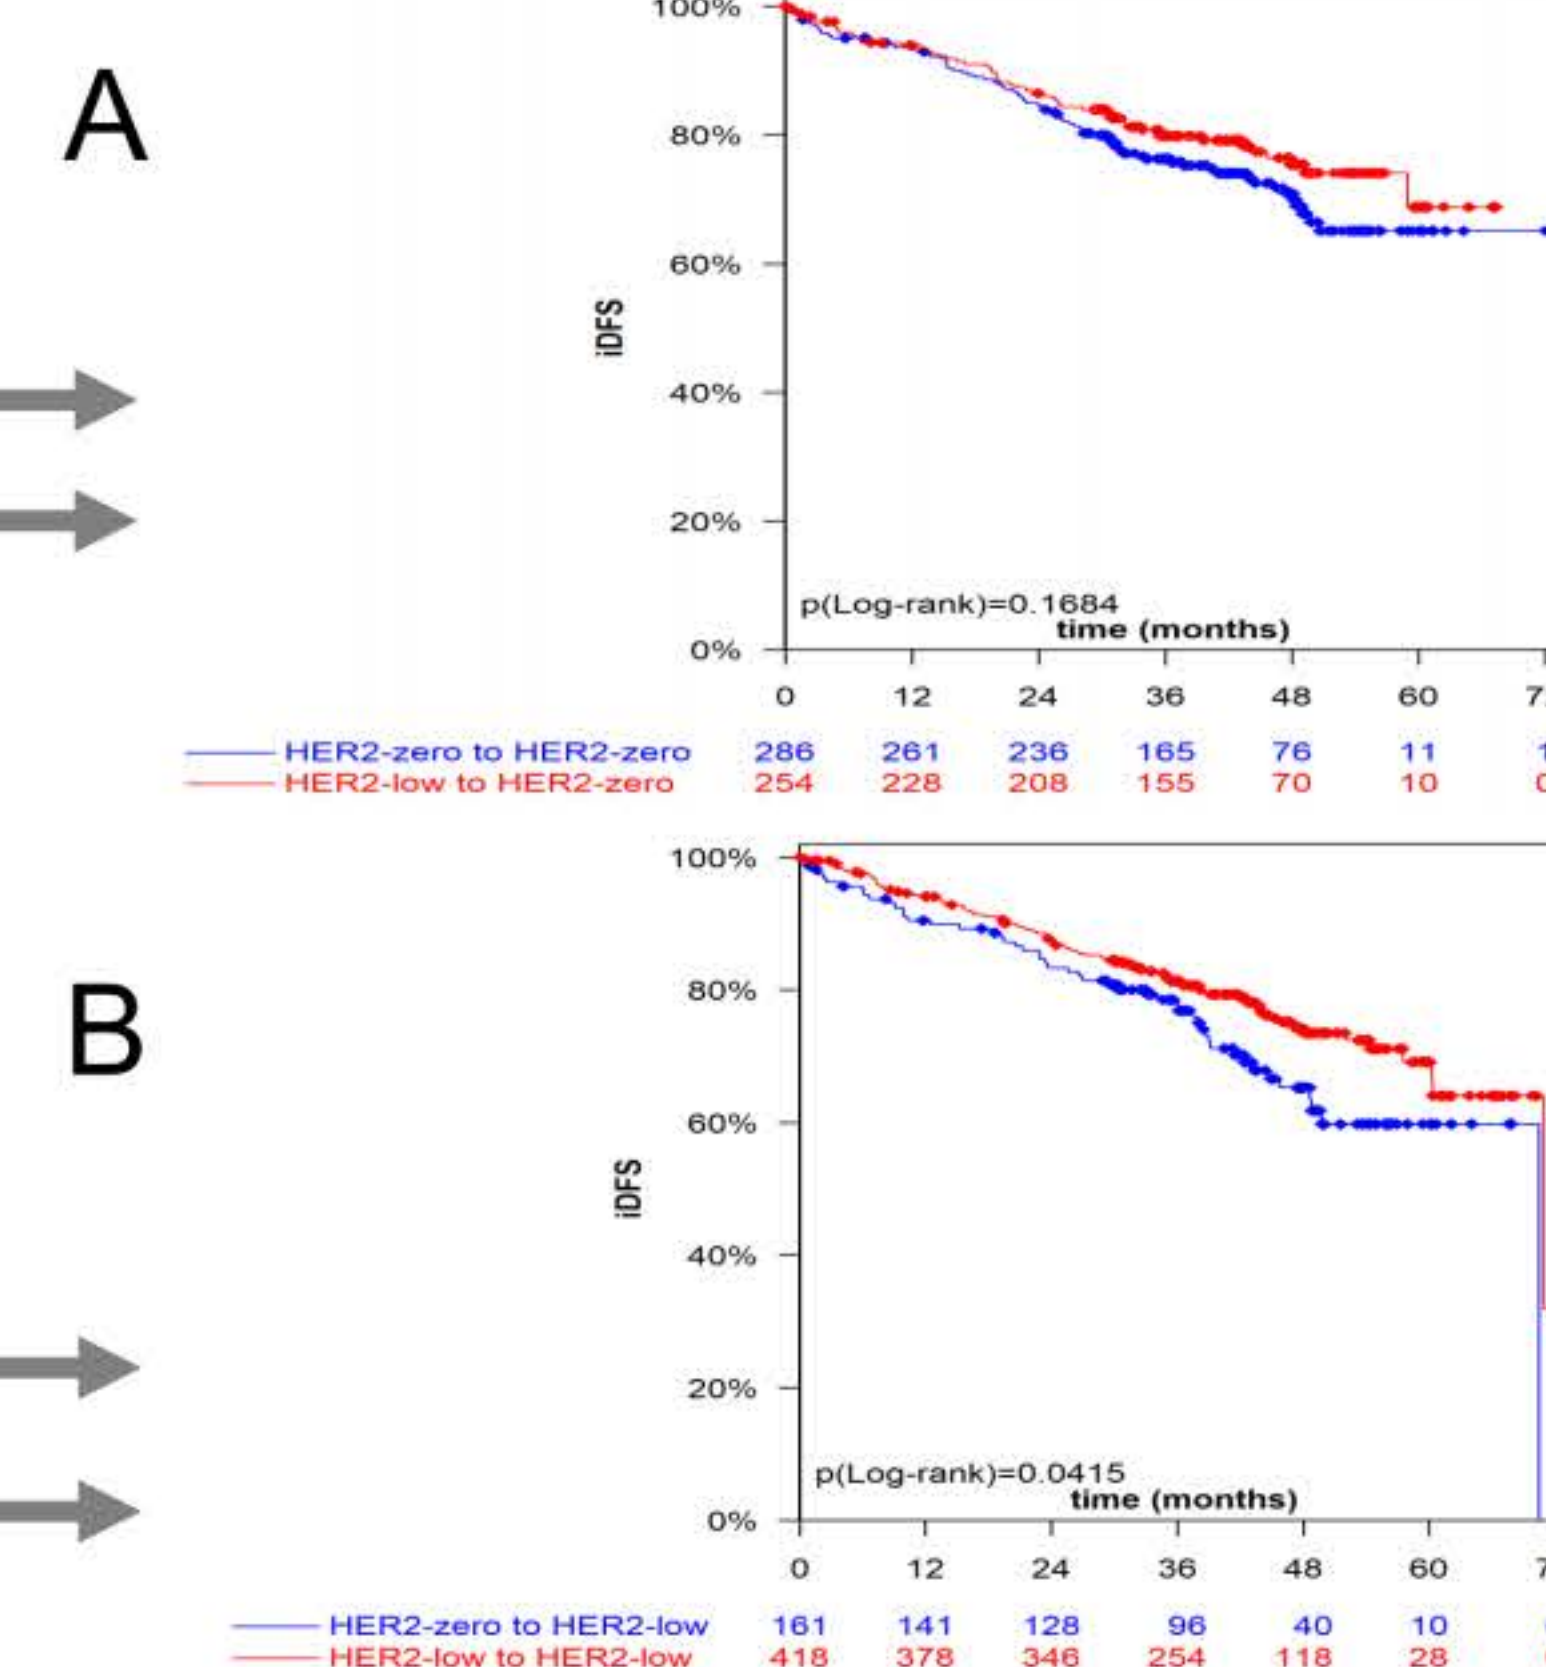 A
100%
80%
60%
40%
20%
0%
iDFS
p(Log-rank)=0.1684
time (months)
0 12 24 36 48 60
HER2-zero to HER2-zero 286 261 236 165 76 11 1
HER2-low to HER2-zero 254 228 208 155 70 10 0
B
100%
80%
60%
40%
20%
0%
iDFS
p(Log-rank)=0.0415
time (months)
0 12 24 36 48 60
HER2-zero to HER2-low 161 141 128 96 40 10
HER2-low to HER2-low 418 378 346 254 118 28